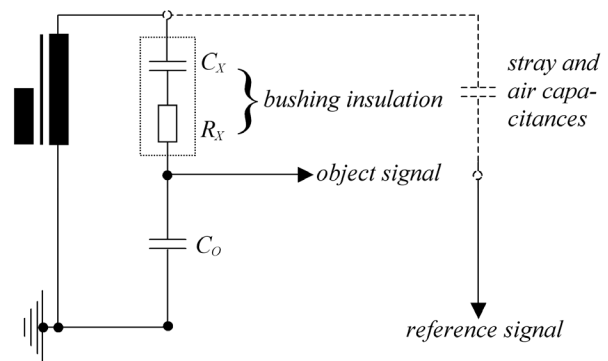 C_X
R_X
bushing insulation
stray and
air capa-
citances
object signal
C_O
reference signal